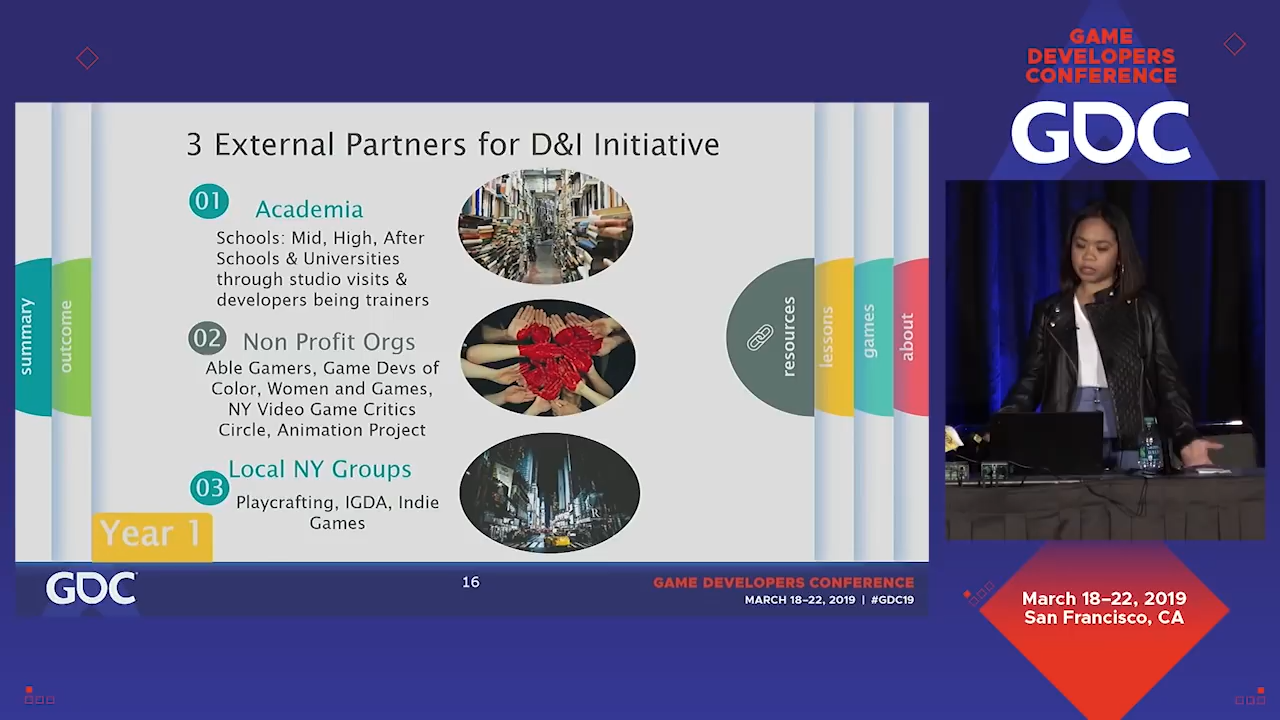 GAME
DEVELOPERS
CONFERENCE
GDC
3 External Partners for D&I Initiative
01
Academia
Schools: Mid, High, After
Schools & Universities
through studio visits &
developers being trainers
02
Non Profit Orgs
Able Gamers, Game Devs of
Color, Women and Games,
NY Video Game Critics
Circle, Animation Project
03
Local NY Groups
Playcrafting, IGDA, Indie
Games
Year 1
summary
outcome
resources
lessons
games
about
GDC
16
GAME DEVELOPERS CONFERENCE
MARCH 18–22, 2019 | #GDC19
March 18–22, 2019
San Francisco, CA